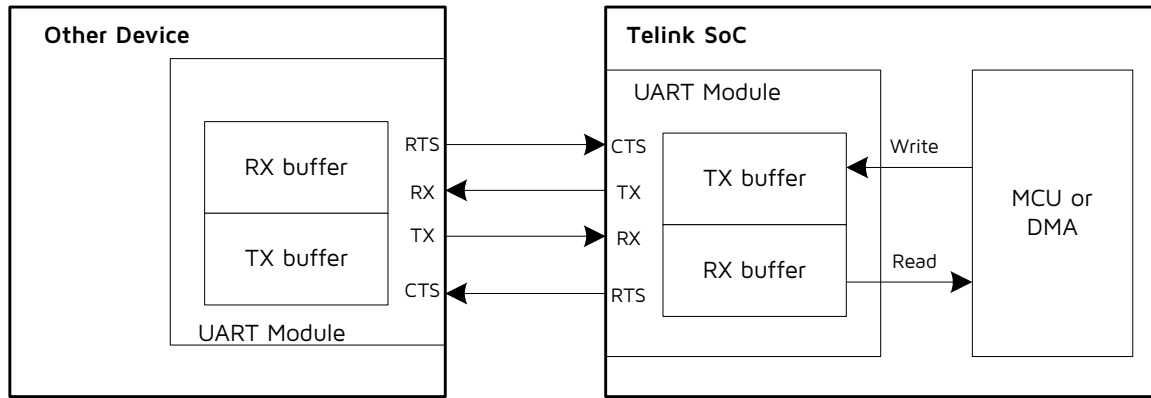 Other Device
UART Module
RX buffer
TX buffer
RTS
RX
TX
CTS
Telink SoC
UART Module
CTS
TX
RX
RTS
TX buffer
RX buffer
Write
Read
MCU or
DMA